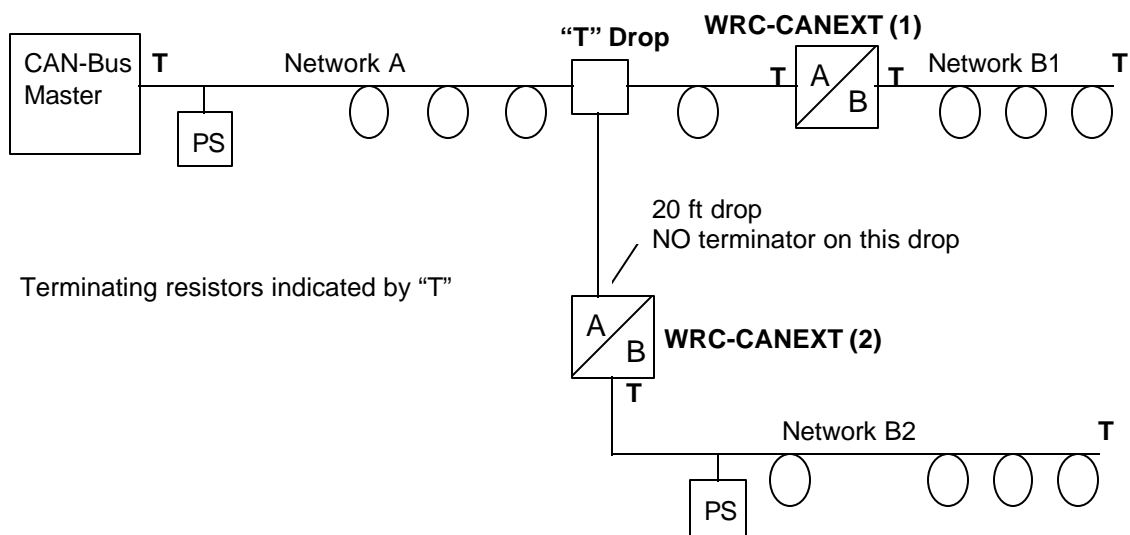 WRC-CANEXT (1)
“T” Drop
CAN-Bus
Master
T
Network A
T
A
B
T
Network B1
T
PS
20 ft drop
NO terminator on this drop
Terminating resistors indicated by “T”
A
B
WRC-CANEXT (2)
T
Network B2
T
PS